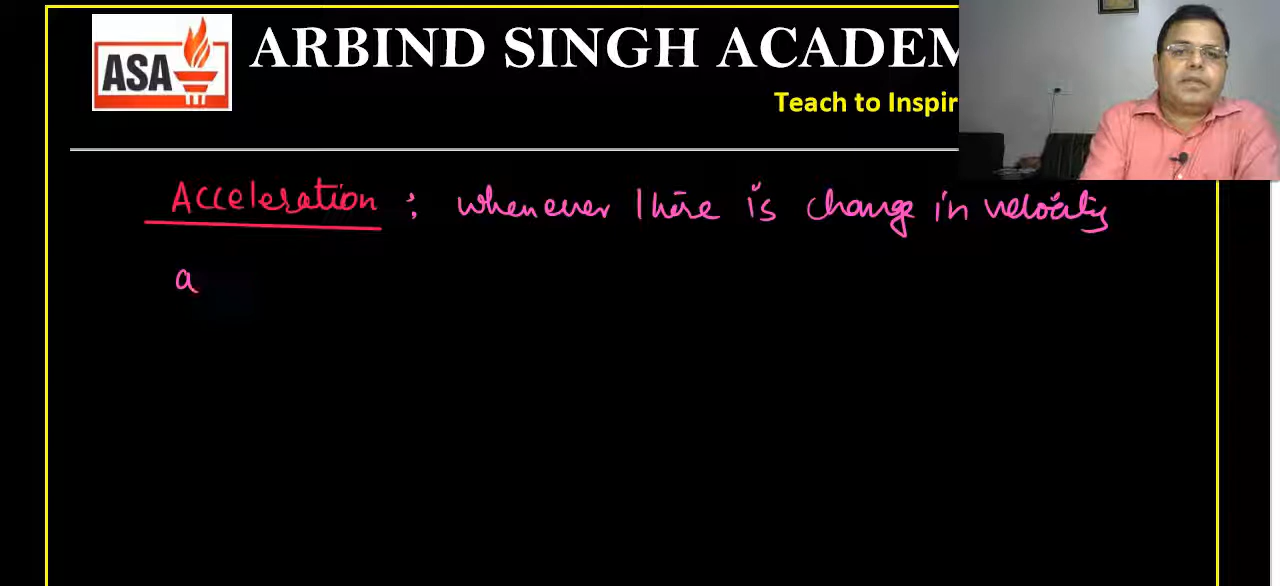 ASA
ARBIND SINGH ACADEM
Teach to Inspir
Acceleration : whenever there is change in velocity
a